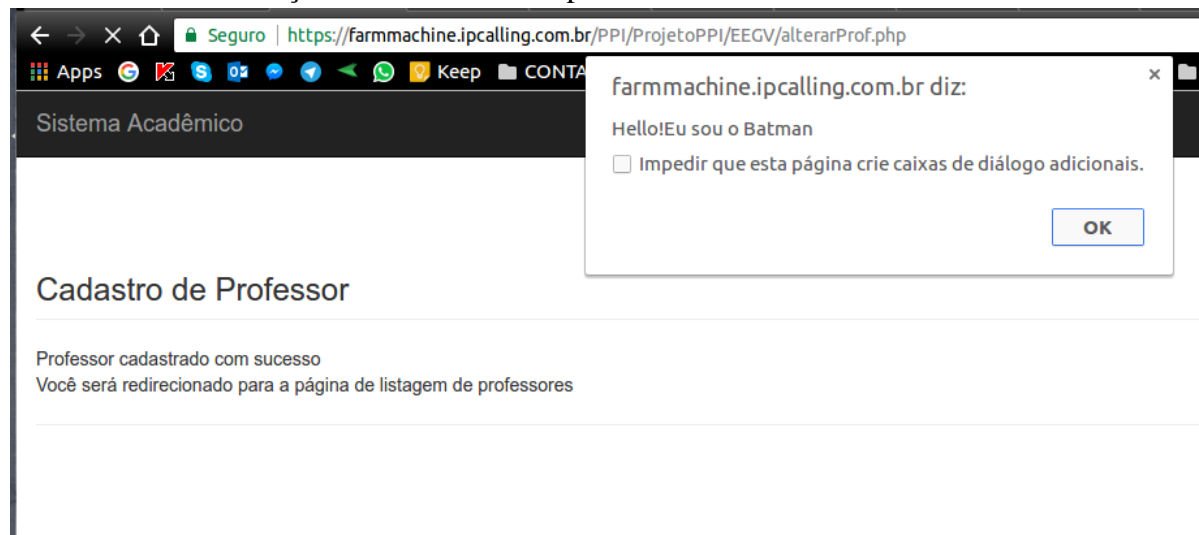 Seguro | https://farmmachine.ipcalling.com.br/PPI/ProjetoPPI/EEGV/alterarProf.php
Apps Keep CONTA
farmmachine.ipcalling.com.br diz:
Sistema Acadêmico
Hello!Eu sou o Batman
Impedir que esta página crie caixas de diálogo adicionais.
OK
Cadastro de Professor
Professor cadastrado com sucesso
Você será redirecionado para a página de listagem de professores